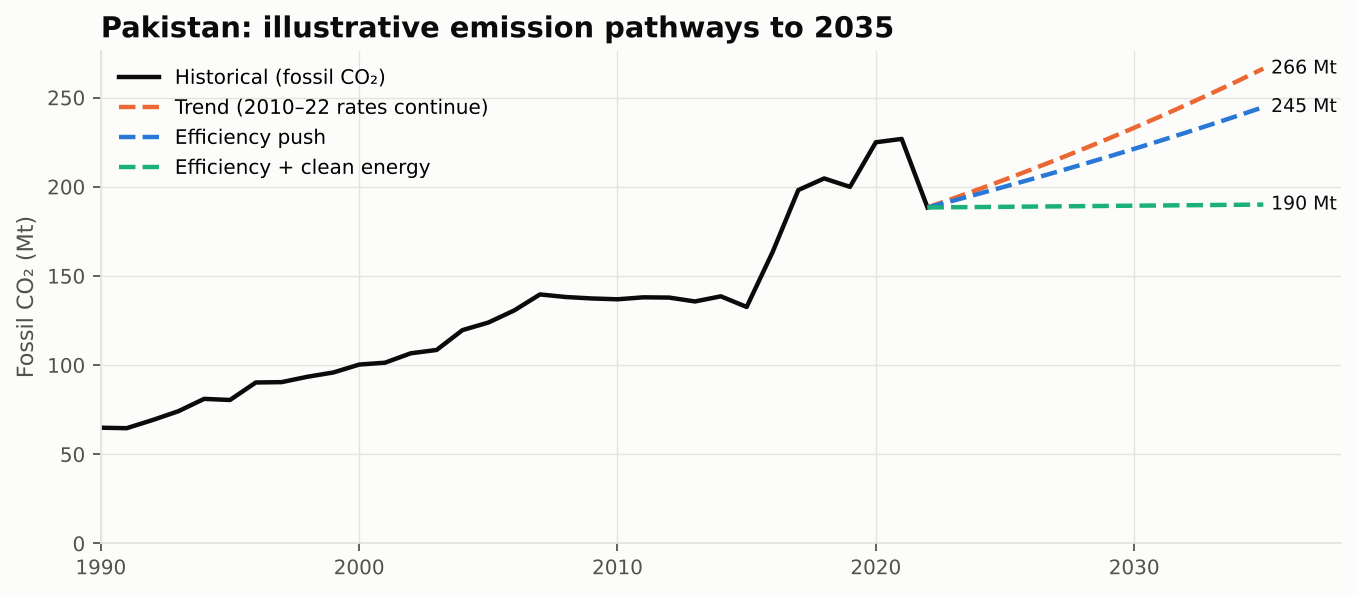 Pakistan: illustrative emission pathways to 2035
Historical (fossil CO₂)
Trend (2010–22 rates continue)
Efficiency push
Efficiency + clean energy
266 Mt
245 Mt
190 Mt
Fossil CO₂ (Mt)
250
200
150
100
50
0
1990
2000
2010
2020
2030